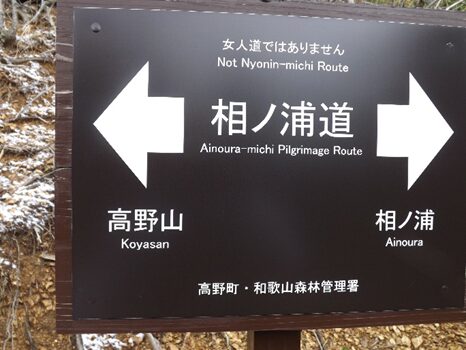 女人道ではありません
Not Nyonin-michi Route
相ノ浦道
Ainoura-michi Pilgrimage Route
高野山
Koyasan
相ノ浦
Ainoura
高野町・和歌山森林管理署